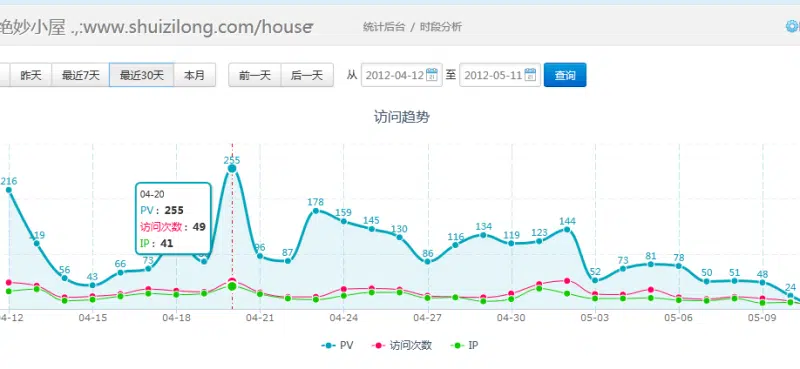 绝妙小屋 .,:www.shuizilong.com/house
统计后台 / 时段分析
昨天 最近7天 最近30天 本月 前一天 后一天 从 2012-04-12 至 2012-05-11 查询
访问趋势
216 119 56 43 66 73 255 96 87 178 159 145 130 86 116 134 119 123 144 52 73 81 78 50 51 48 24
04-20
PV : 255
访问次数 : 49
IP : 41
04-12 04-15 04-18 04-21 04-24 04-27 04-30 05-03 05-06 05-09
PV 访问次数 IP